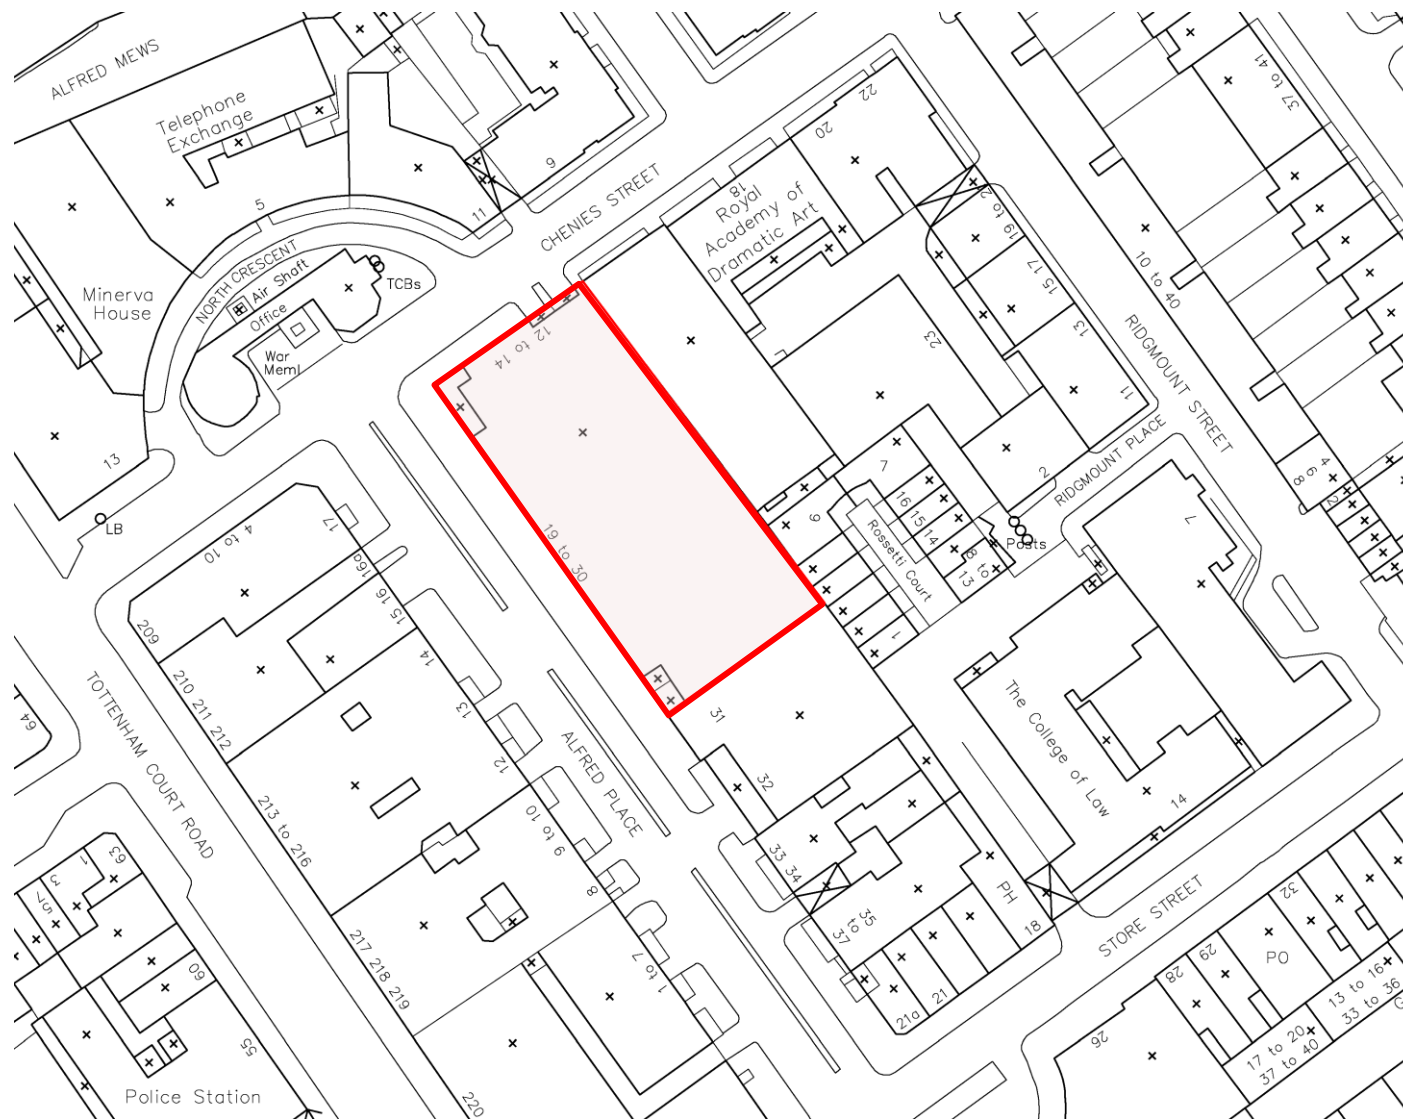 ALFRED MEWS
Telephone
Exchange
5
11
9
22
20
18
Royal
Academy of
Dramatic Art
CHENIES STREET
NORTH CRESCENT
Air Shaft
Office
TCBs
War
Meml
Minerva
House
13
LB
37 to 41
10 to 40
19 to 21
15 17
13
11
23
2
RIDGMOUNT STREET
RIDGMOUNT PLACE
12 to 14
19 to 30
4
6
8
2
7
9
16
15
14
8 to
13
Rossetti Court
1
Posts
7
4 to 10
17
16a
15 16
14
13
12
10 to 9
8
7 to 1
209
210 211 212
213 to 216
217 218 219
220
TOTTENHAM COURT ROAD
ALFRED PLACE
31
32
33 34
35
to
37
The College of Law
14
PH
18
21
21a
STORE STREET
64
63
1
3
57
5
60
55
Police Station
32
PO
29
28
26
13 to 16
33 to 36
17 to 20
37 to 40